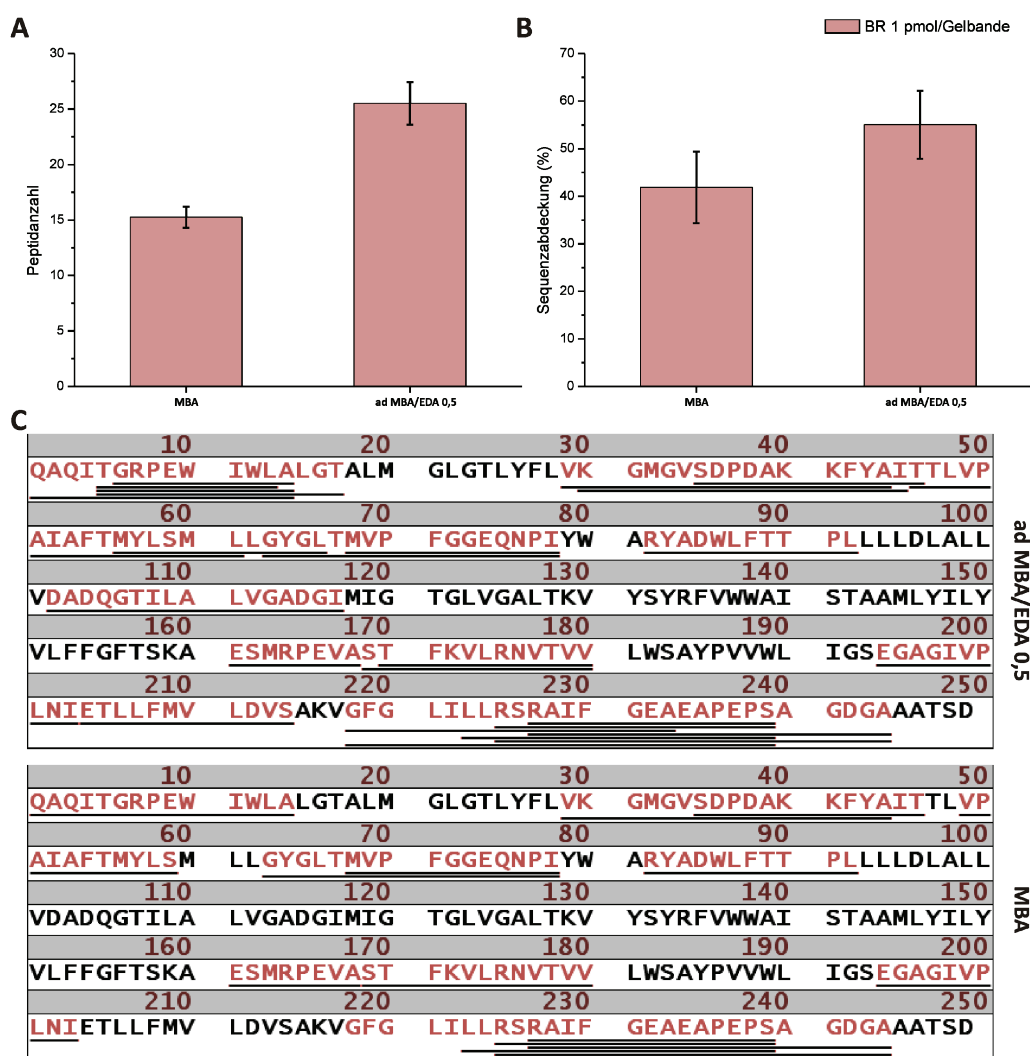 A
B
BR 1 pmol/Gelbande
30
25
20
15
10
5
0
Peptidanzahl
MBA
ad MBA/EDA 0,5
70
60
50
40
30
20
10
0
Sequenzabdeckung (%)
MBA
ad MBA/EDA 0,5
C
10 20 30 40 50
QAQITGRPEW IWLALGTALM GLGTLYFLVK GMGVSDPDAK KFYAITTLVP
60 70 80 90 100
AIAFTMYLSM LLGYGLTMVP FGGEQNPIYW ARYADWLFTT PLLLLDLALL
110 120 130 140 150
VDADQGTILA LVGADGIMIG TGLVGALTKV YSYRFVWWAI STAAMLYILY
160 170 180 190 200
VLFFGFTSKA ESMRPEVAST FKVLRNVTVV LWSAYPVVWL IGSEGAGIVP
210 220 230 240 250
LNIETLLFMV LDVSAKVGFG LILLRSRAIF GEAEAPEPSA GDGAAATSD
ad MBA/EDA 0,5
10 20 30 40 50
QAQITGRPEW IWLALGTALM GLGTLYFLVK GMGVSDPDAK KFYAITTLVP
60 70 80 90 100
AIAFTMYLSM LLGYGLTMVP FGGEQNPIYW ARYADWLFTT PLLLLDLALL
110 120 130 140 150
VDADQGTILA LVGADGIMIG TGLVGALTKV YSYRFVWWAI STAAMLYILY
160 170 180 190 200
VLFFGFTSKA ESMRPEVAST FKVLRNVTVV LWSAYPVVWL IGSEGAGIVP
210 220 230 240 250
LNIETLLFMV LDVSAKVGFG LILLRSRAIF GEAEAPEPSA GDGAAATSD
MBA